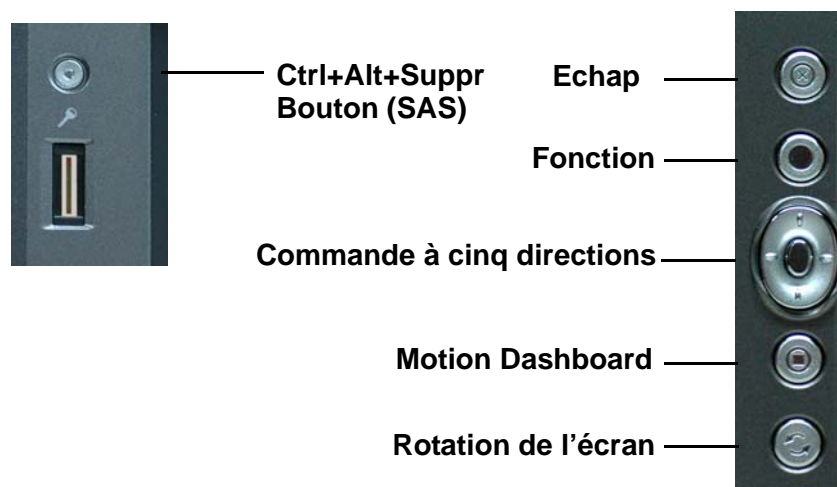 Ctrl+Alt+Suppr
Bouton (SAS)
Echap
Fonction
Commande à cinq directions
Motion Dashboard
Rotation de l’écran